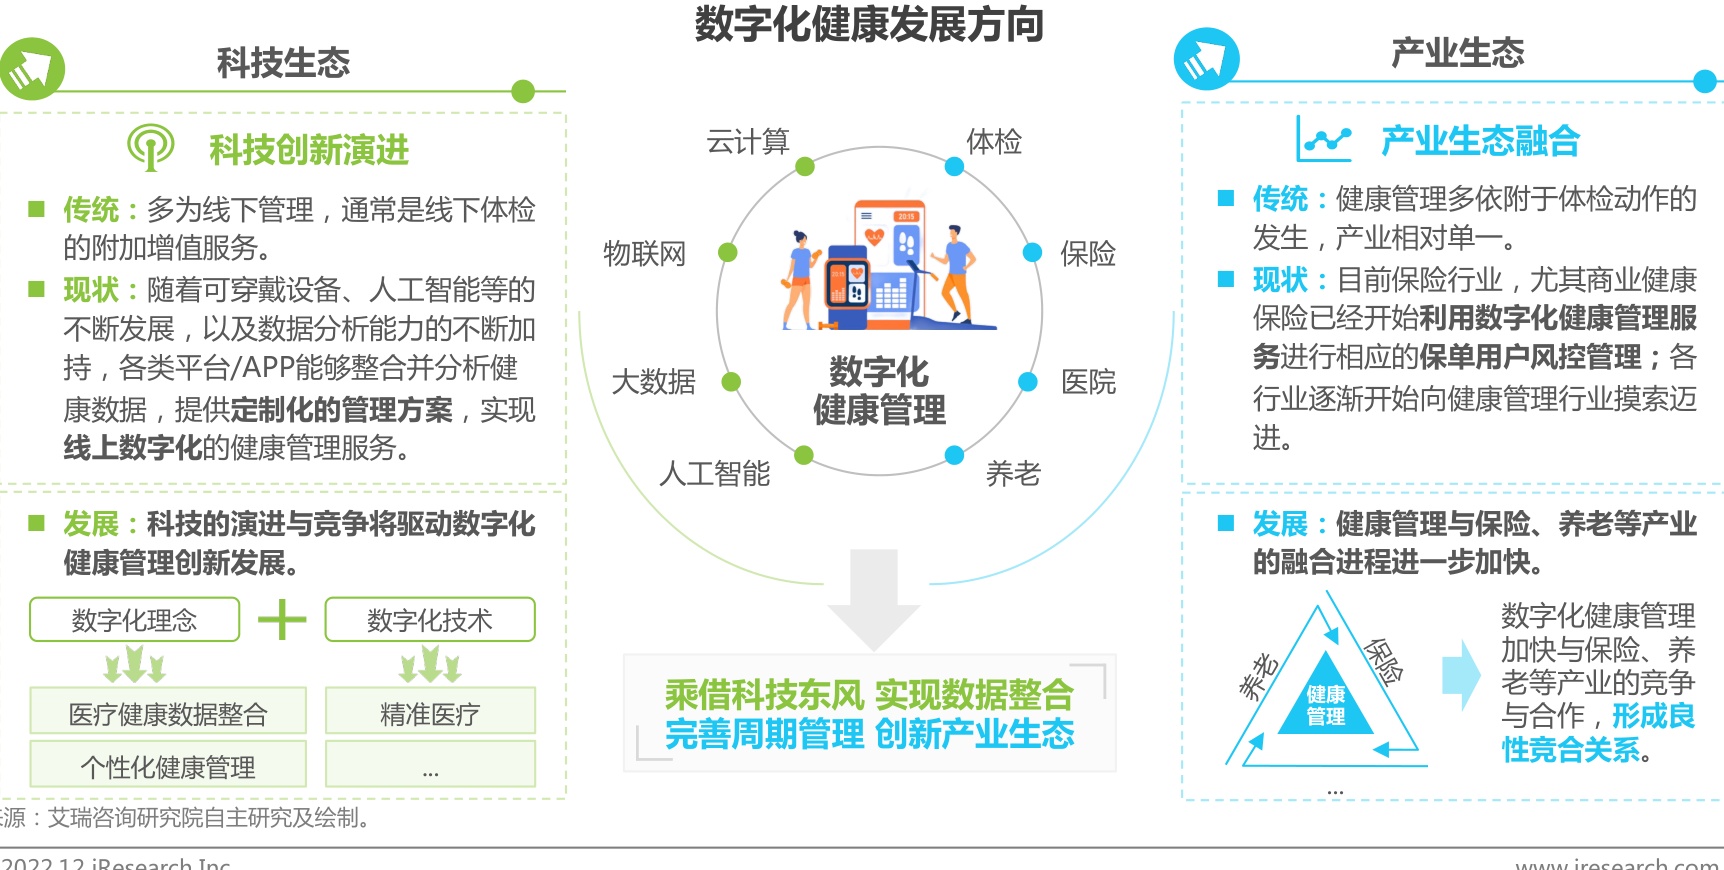 数字化健康发展方向
科技生态
科技创新演进
传统：多为线下管理，通常是线下体检
的附加增值服务。
现状：随着可穿戴设备、人工智能等的
不断发展，以及数据分析能力的不断加
持，各类平台/APP能够整合并分析健
康数据，提供定制化的管理方案，实现
线上数字化的健康管理服务。
发展：科技的演进与竞争将驱动数字化
健康管理创新发展。
数字化理念
数字化技术
医疗健康数据整合
精准医疗
个性化健康管理
...
云计算
体检
物联网
保险
大数据
医院
人工智能
养老
20:15
数字化
健康管理
乘借科技东风 实现数据整合
完善周期管理 创新产业生态
产业生态
产业生态融合
传统：健康管理多依附于体检动作的
发生，产业相对单一。
现状：目前保险行业，尤其商业健康
保险已经开始利用数字化健康管理服
务进行相应的保单用户风控管理；各
行业逐渐开始向健康管理行业摸索迈
进。
发展：健康管理与保险、养老等产业
的融合进程进一步加快。
养老
保险
健康
管理
...
数字化健康管理
加快与保险、养
老等产业的竞争
与合作，形成良
性竞合关系。
源：艾瑞咨询研究院自主研究及绘制。
2022.12 iResearch Inc
www.iresearch.com